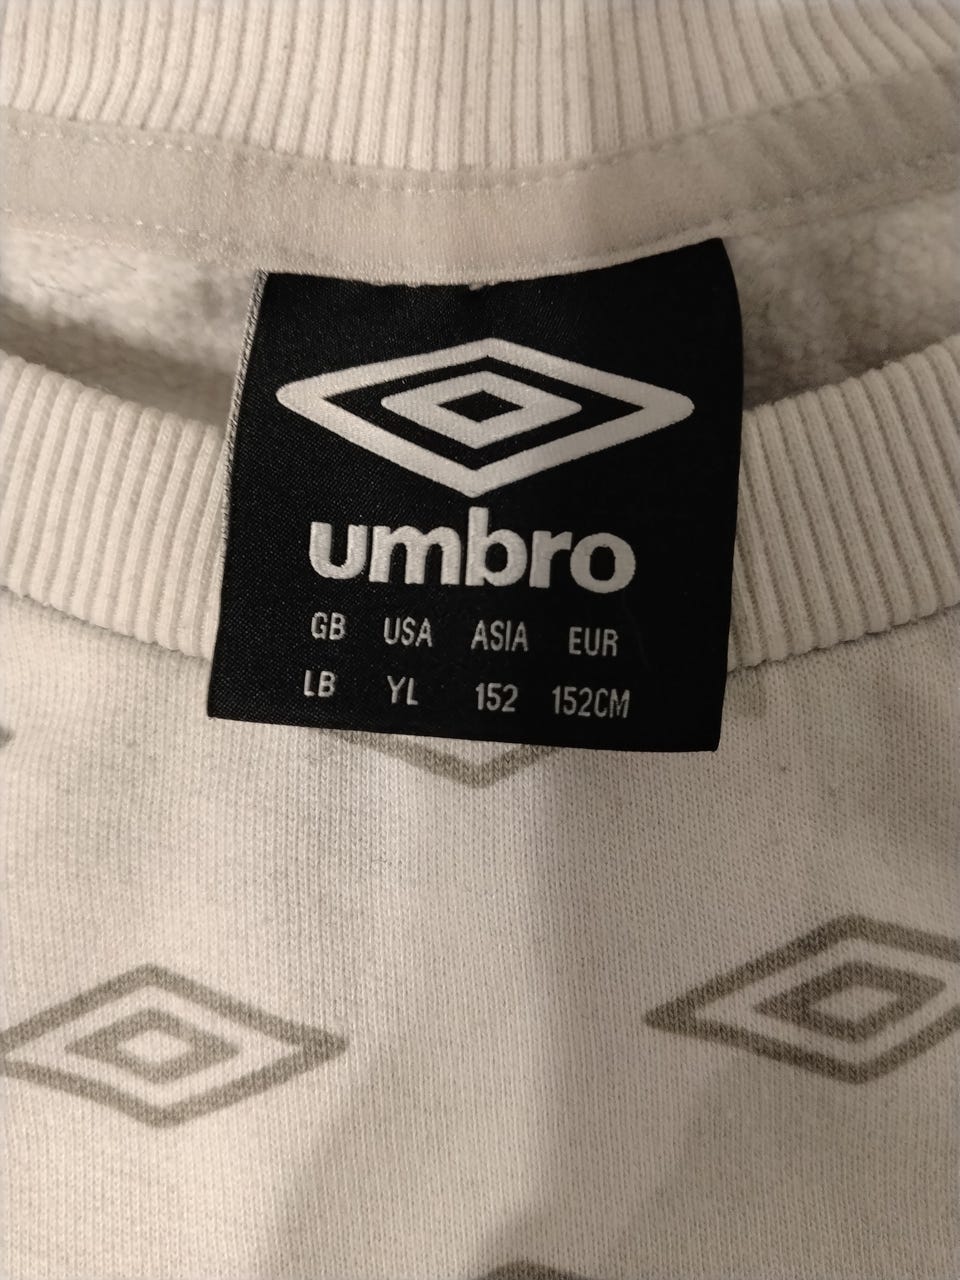 umbro
GB USA ASIA EUR
LB YL 152 152CM